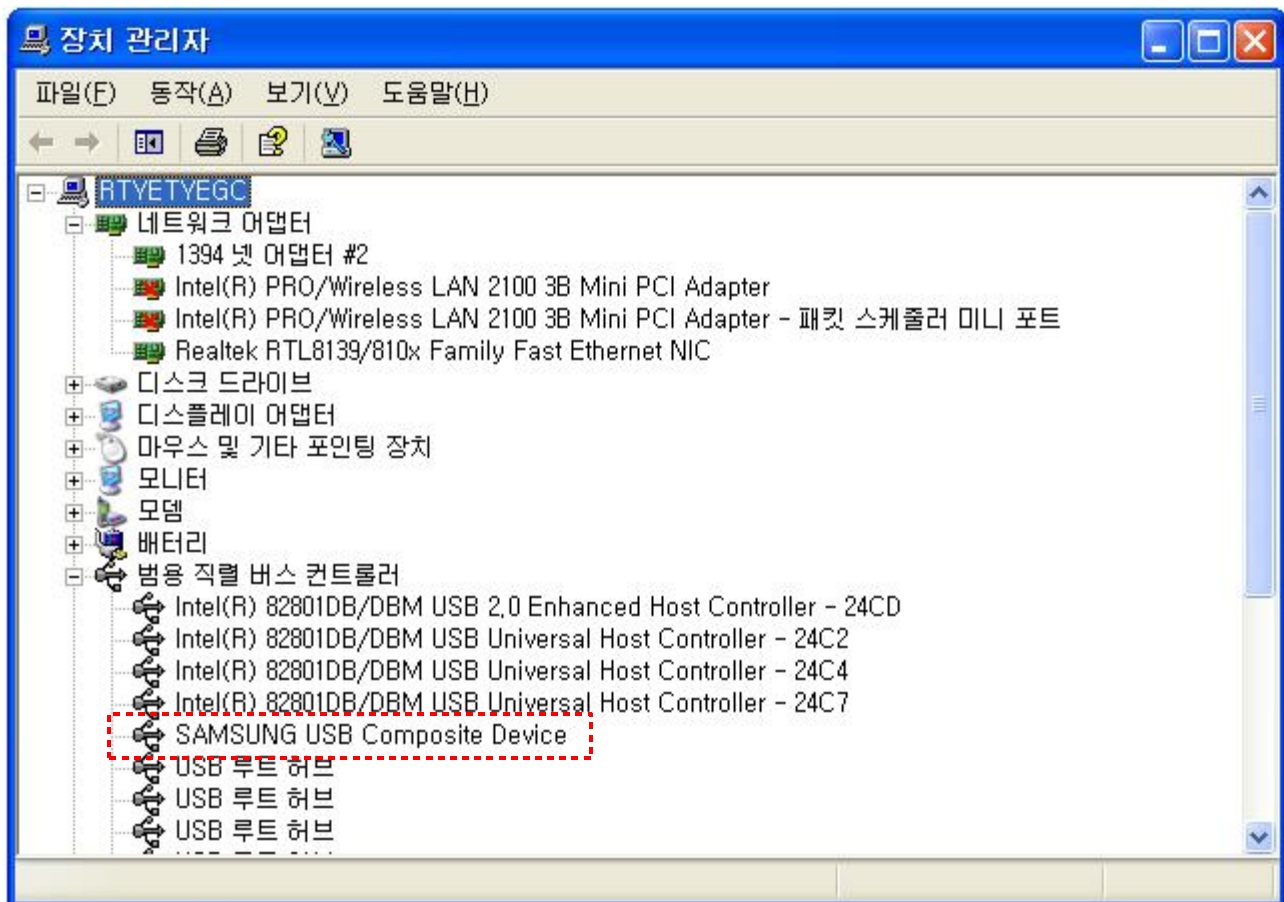 장치 관리자
파일(F) 동작(A) 보기(V) 도움말(H)
RTYETYEGC
네트워크 어댑터
1394 넷 어댑터 #2
Intel(R) PRO/Wireless LAN 2100 3B Mini PCI Adapter
Intel(R) PRO/Wireless LAN 2100 3B Mini PCI Adapter - 패킷 스케줄러 미니 포트
Realtek RTL8139/810x Family Fast Ethernet NIC
디스크 드라이브
디스플레이 어댑터
마우스 및 기타 포인팅 장치
모니터
모뎀
배터리
범용 직렬 버스 컨트롤러
Intel(R) 82801DB/DBM USB 2.0 Enhanced Host Controller - 24CD
Intel(R) 82801DB/DBM USB Universal Host Controller - 24C2
Intel(R) 82801DB/DBM USB Universal Host Controller - 24C4
Intel(R) 82801DB/DBM USB Universal Host Controller - 24C7
SAMSUNG USB Composite Device
USB 루트 허브
USB 루트 허브
USB 루트 허브